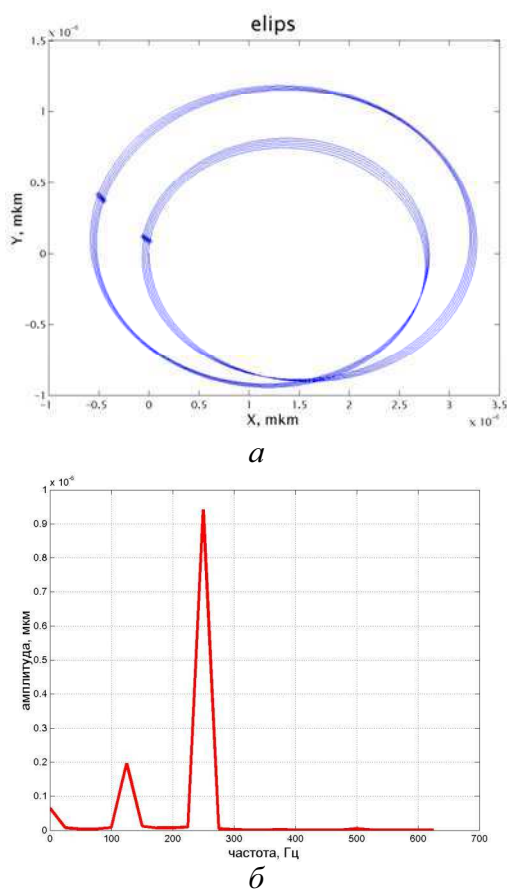 elips
x 10⁻⁶
1.5
1
0.5
0
-0.5
-1
Y, mkm
-1 -0.5 0 0.5 1 1.5 2 2.5 3 3.5
X, mkm
x 10⁻⁶
а
x 10⁻⁶
1
0.9
0.8
0.7
0.6
0.5
0.4
0.3
0.2
0.1
0
амплитуда, мкм
0 100 200 300 400 500 600 700
частота, Гц
б